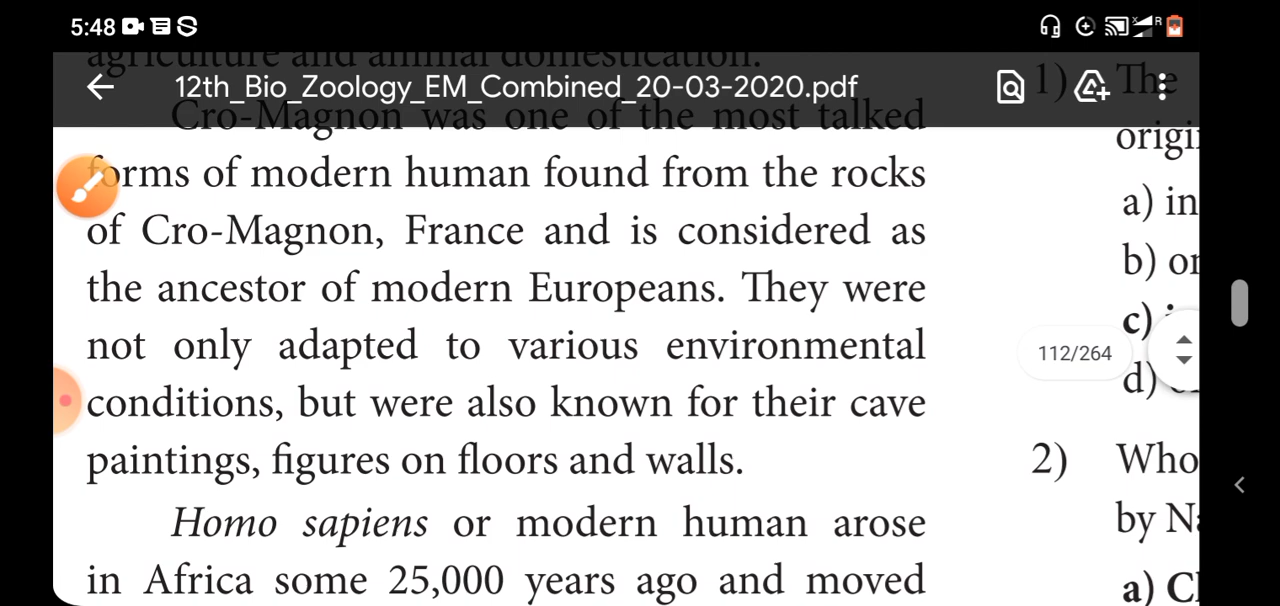 5:48
R
agriculture and animal domestication.
12th_Bio_Zoology_EM_Combined_20-03-2020.pdf
Cro-Magnon was one of the most talked
forms of modern human found from the rocks
of Cro-Magnon, France and is considered as
the ancestor of modern Europeans. They were
not only adapted to various environmental
conditions, but were also known for their cave
paintings, figures on floors and walls.
Homo sapiens or modern human arose
in Africa some 25,000 years ago and moved
1) The
a)
b)
c)
112/264
d)
2) Who
by
a)